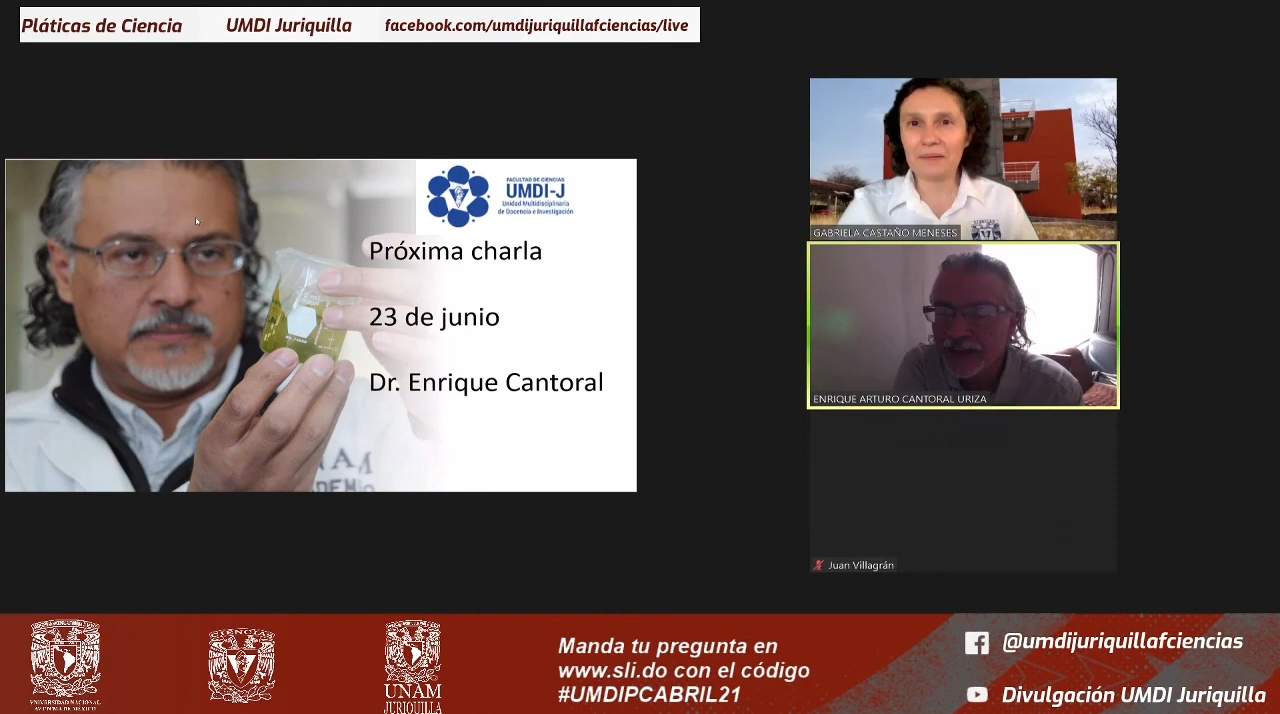 Pláticas de Ciencia
UMDI Juriquilla
facebook.com/umdijuriquillafciencias/live
FACULTAD DE CIENCIAS
UMDI-J
Unidad Multidisciplinaria
de Docencia e Investigación
Próxima charla
23 de junio
Dr. Enrique Cantoral
GABRIELA CASTAÑO MENESES
ENRIQUE ARTURO CANTORAL URIZA
Juan Villagrán
CIENCIAS
UNAM
JURIQUILLA
Manda tu pregunta en
www.sli.do con el código
#UMDIPCABRIL21
@umdijuriquillafciencias
Divulgación UMDI Juriquilla